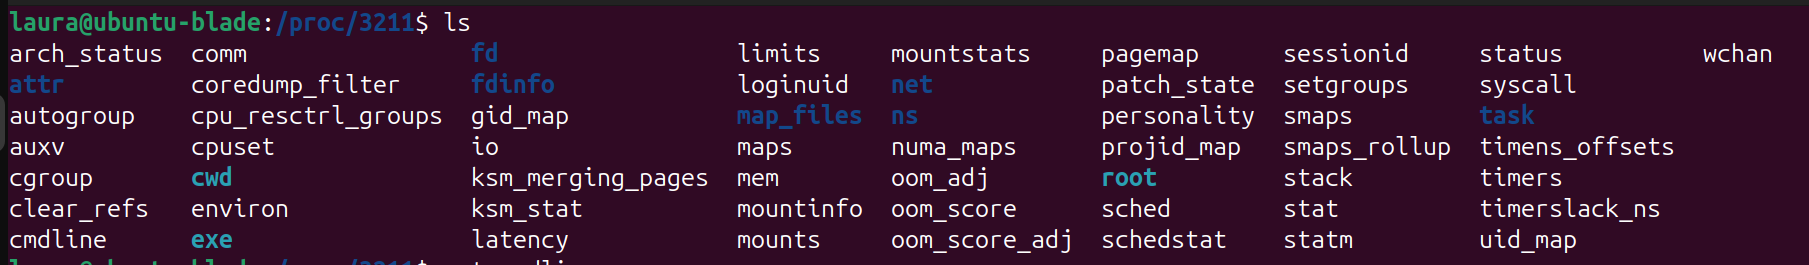 laura@ubuntu-blade:/proc/3211$ ls
arch_status comm fd limits mountstats pagemap sessionid status wchan
attr coredump_filter fdinfo loginuid net patch_state setgroups syscall
autogroup cpu_resctrl_groups gid_map map_files ns personality smaps task
auxv cpuset io maps numa_maps projid_map smaps_rollup timens_offsets
cgroup cwd ksm_merging_pages mem oom_adj root stack timers
clear_refs environ ksm_stat mountinfo oom_score sched stat timerslack_ns
cmdline exe latency mounts oom_score_adj schedstat statm uid_map